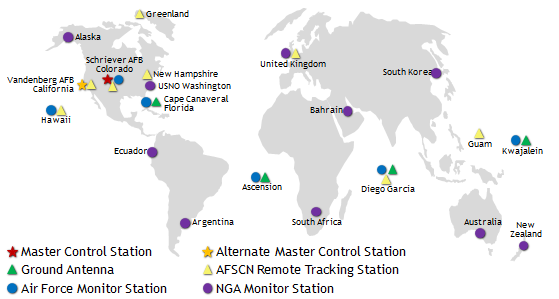 Greenland
Alaska
Schriever AFB
Colorado
Vandenberg AFB
California
New Hampshire
USNO Washington
Cape Canaveral
Florida
Hawaii
United Kingdom
South Korea
Bahrain
Guam
Kwajalein
Ecuador
Ascension
Diego Garcia
Argentina
South Africa
Australia
New
Zealand
Master Control Station
Alternate Master Control Station
Ground Antenna
AFSCN Remote Tracking Station
Air Force Monitor Station
NGA Monitor Station